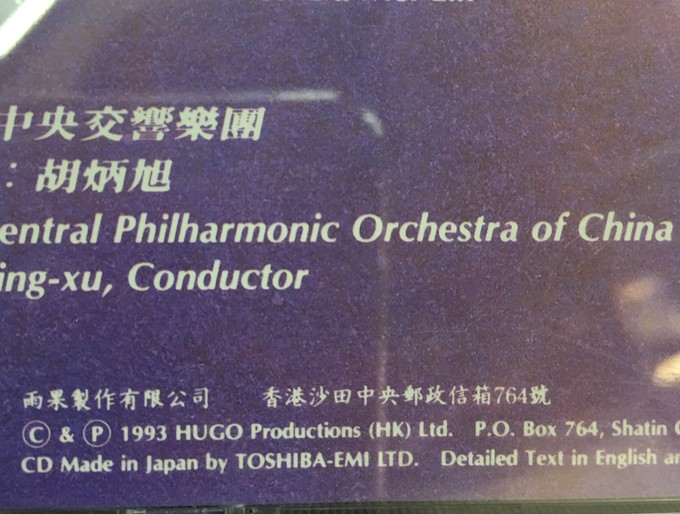 中央交響樂團
：胡炳旭
entral Philharmonic Orchestra of China
ing-xu, Conductor
雨果製作有限公司 香港沙田中央郵政信箱764號
Ⓒ & Ⓟ 1993 HUGO Productions (HK) Ltd. P.O. Box 764, Shatin
CD Made in Japan by TOSHIBA-EMI LTD. Detailed Text in English